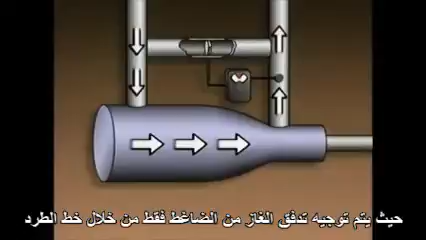 حيث يتم توجيه تدفق الغاز من الضاغط فقط من خلال خط الطرد